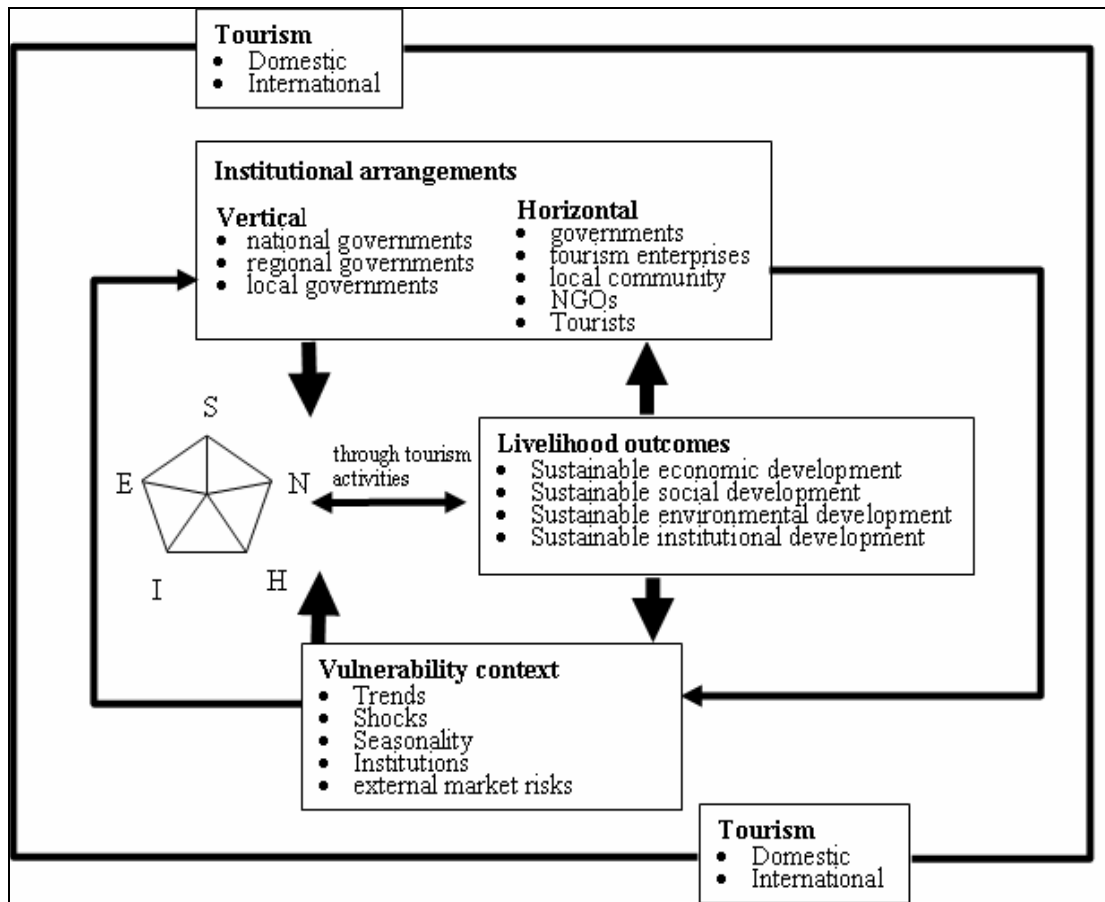 Tourism
• Domestic
• International
Institutional arrangements
Vertical
• national governments
• regional governments
• local governments
Horizontal
• governments
• tourism enterprises
• local community
• NGOs
• Tourists
S
E
N
I
H
through tourism
activities
Livelihood outcomes
• Sustainable economic development
• Sustainable social development
• Sustainable environmental development
• Sustainable institutional development
Vulnerability context
• Trends
• Shocks
• Seasonality
• Institutions
• external market risks
Tourism
• Domestic
• International